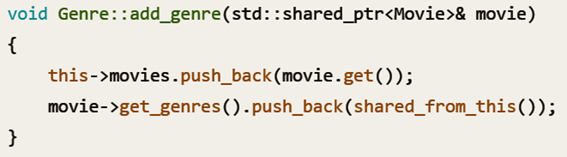 void Genre::add_genre(std::shared_ptr<Movie>& movie)
{
    this->movies.push_back(movie.get());
    movie->get_genres().push_back(shared_from_this());
}